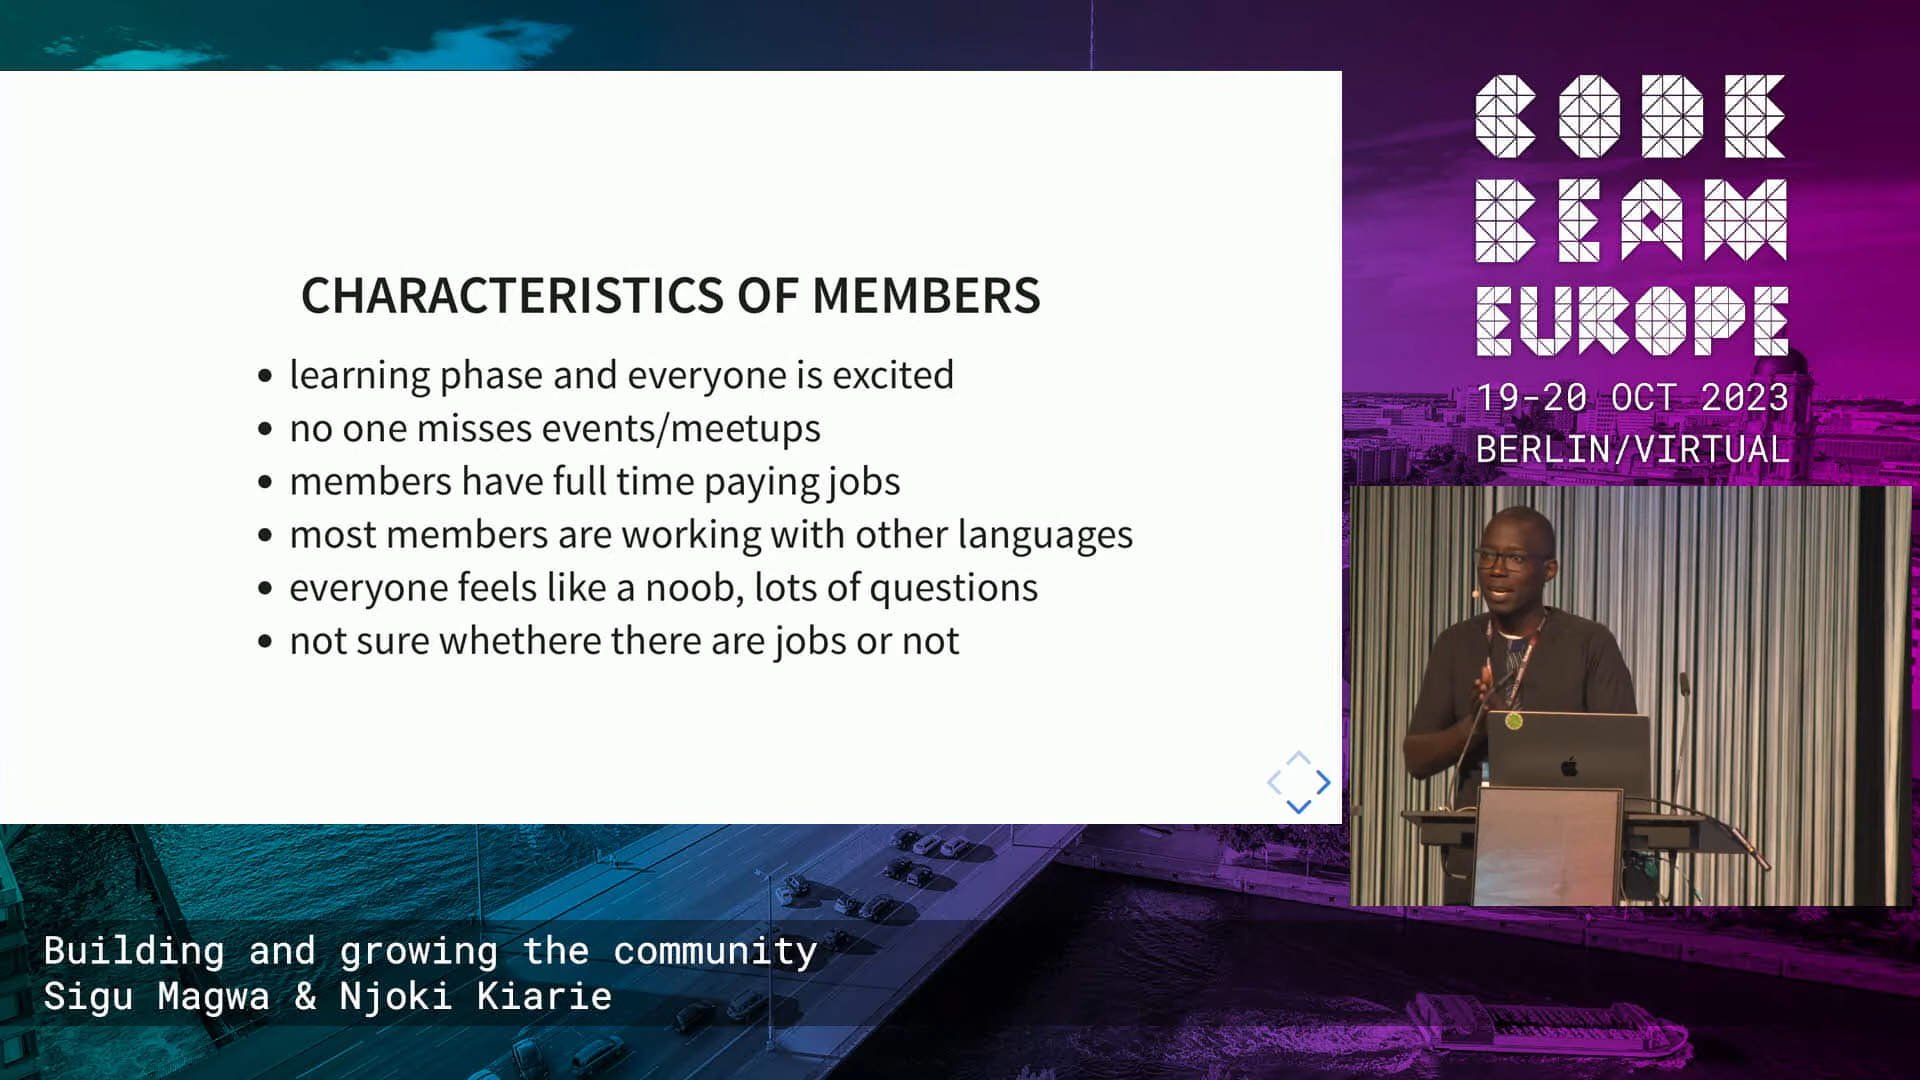 CHARACTERISTICS OF MEMBERS
• learning phase and everyone is excited
• no one misses events/meetups
• members have full time paying jobs
• most members are working with other languages
• everyone feels like a noob, lots of questions
• not sure whethere there are jobs or not
CODE
BEAM
EUROPE
19-20 OCT 2023
BERLIN/VIRTUAL
Building and growing the community
Sigu Magwa & Njoki Kiarie